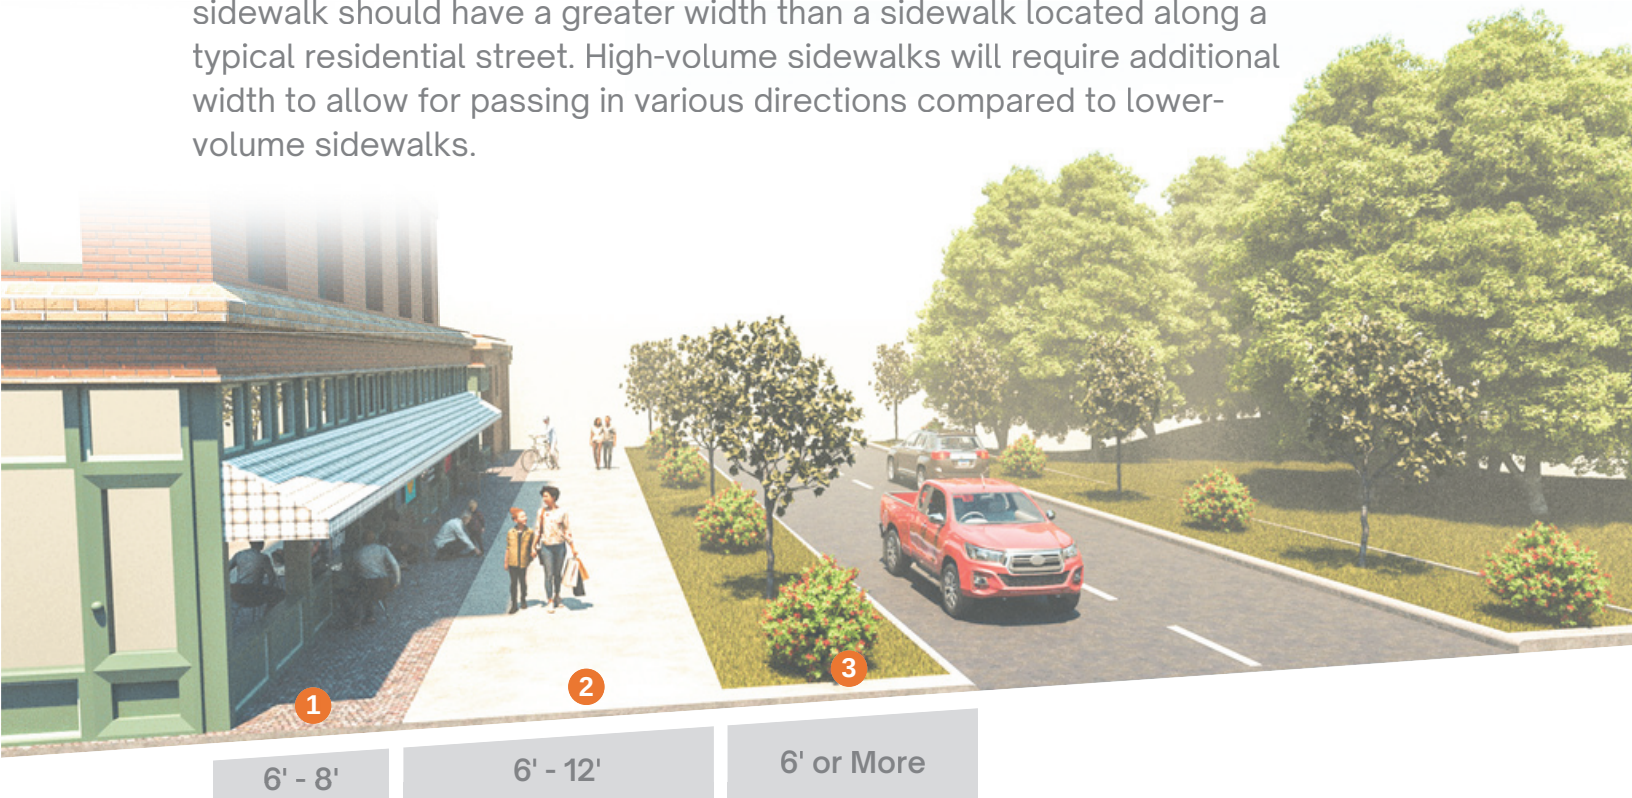 sidewalk should have a greater width than a sidewalk located along a
typical residential street. High-volume sidewalks will require additional
width to allow for passing in various directions compared to lower-
volume sidewalks.
1
2
3
6' - 8'
6' - 12'
6' or More